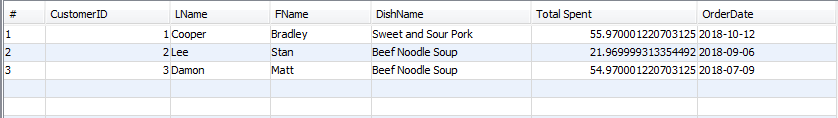 # CustomerID LName FName DishName Total Spent OrderDate
1 1 Cooper Bradley Sweet and Sour Pork 55.970001220703125 2018-10-12
2 2 Lee Stan Beef Noodle Soup 21.969999313354492 2018-09-06
3 3 Damon Matt Beef Noodle Soup 54.970001220703125 2018-07-09